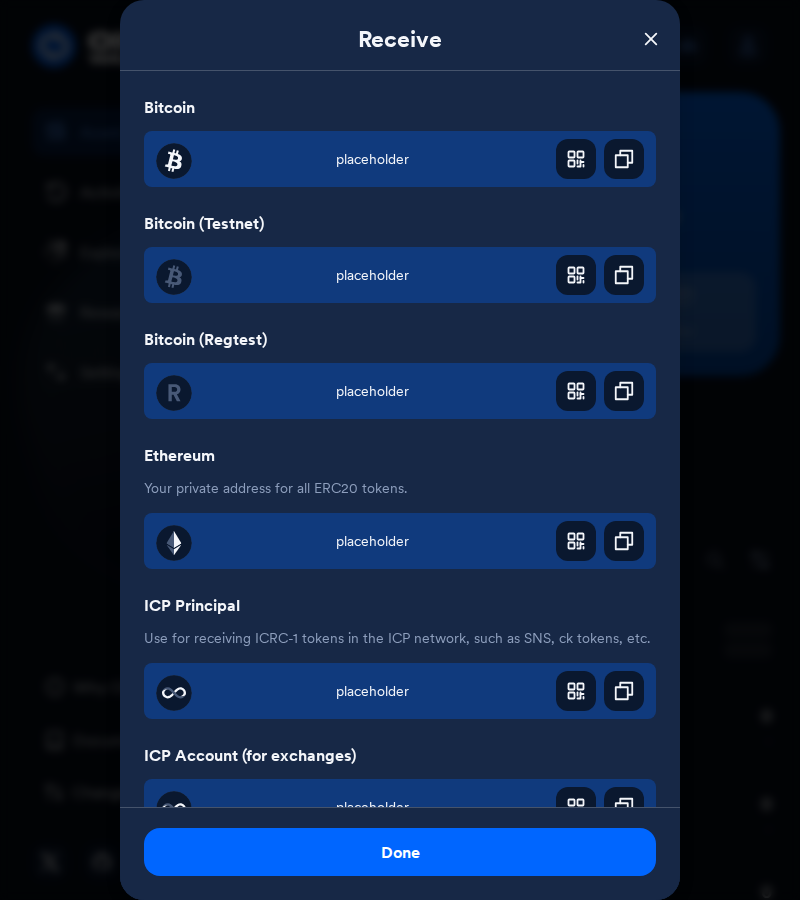 Receive
Bitcoin
placeholder
Bitcoin (Testnet)
placeholder
Bitcoin (Regtest)
R
placeholder
Ethereum
Your private address for all ERC20 tokens.
placeholder
ICP Principal
Use for receiving ICRC-1 tokens in the ICP network, such as SNS, ck tokens, etc.
placeholder
ICP Account (for exchanges)
placeholder
Done